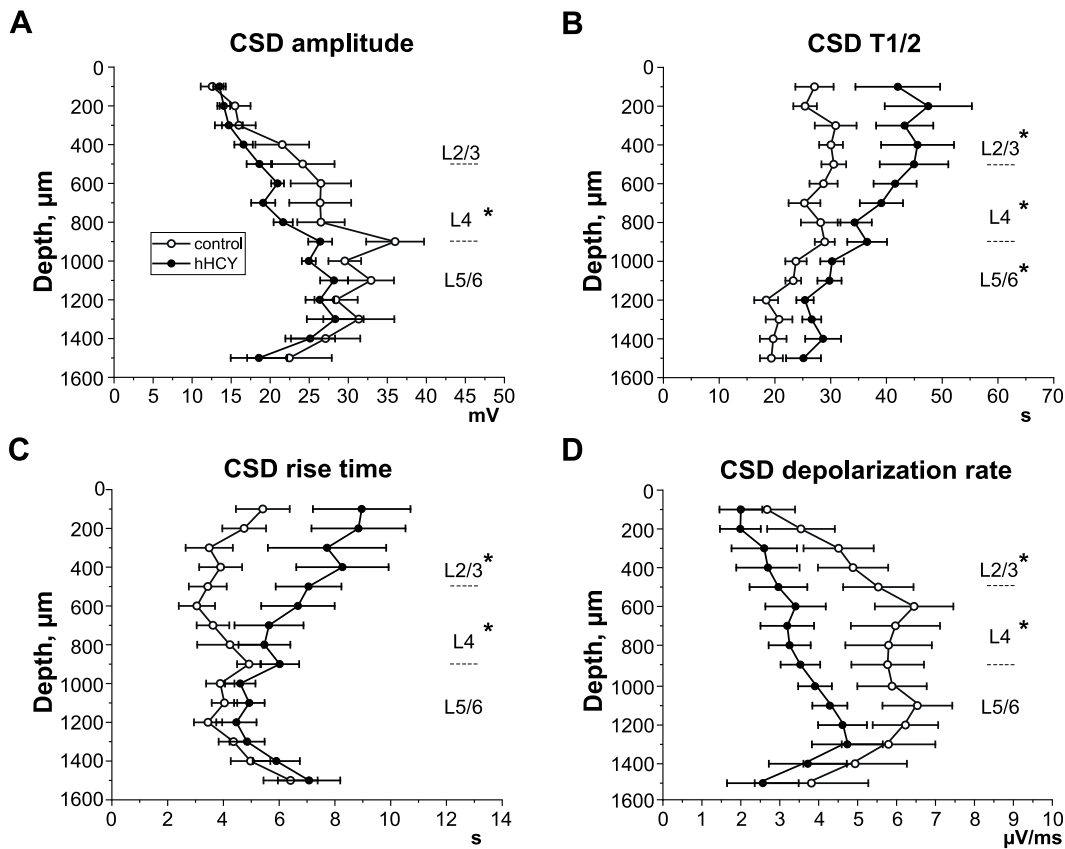 A
CSD amplitude
0
200
400
600
800
1000
1200
1400
1600
Depth, µm
L2/3
L4 *
L5/6
control
hHCY
0 5 10 15 20 25 30 35 40 45 50
mV
B
CSD T1/2
0
200
400
600
800
1000
1200
1400
1600
Depth, µm
L2/3 *
L4 *
L5/6 *
0 10 20 30 40 50 60 70
s
C
CSD rise time
0
200
400
600
800
1000
1200
1400
1600
Depth, µm
L2/3 *
L4 *
L5/6
0 2 4 6 8 10 12 14
s
D
CSD depolarization rate
0
200
400
600
800
1000
1200
1400
1600
Depth, µm
L2/3 *
L4 *
L5/6
0 1 2 3 4 5 6 7 8 9 10
µV/ms